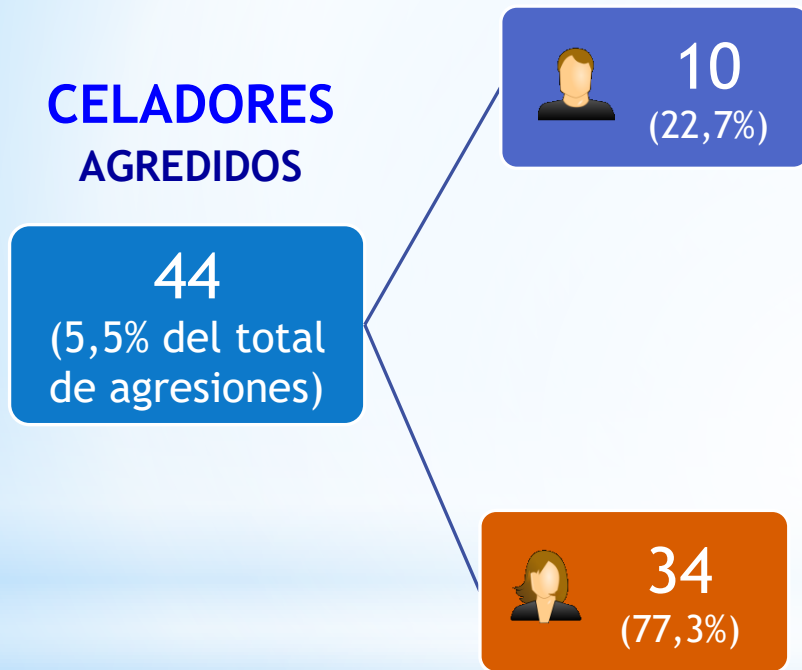 CELADORES
AGREDIDOS
44
(5,5% del total
de agresiones)
10
(22,7%)
34
(77,3%)